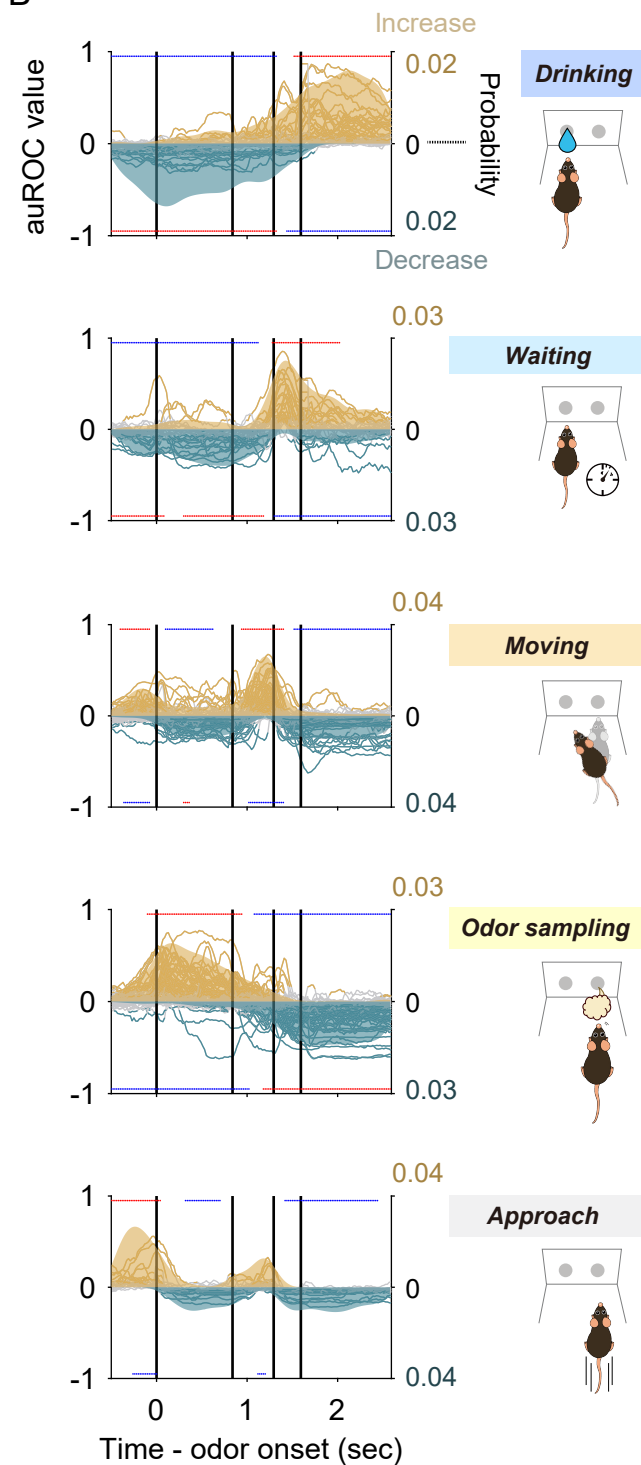 Increase
1
0.02
Drinking
auROC value
0
0
Probability
-1
0.02
Decrease
0.03
1
Waiting
0
0
-1
0.03
0.04
1
Moving
0
0
-1
0.04
0.03
1
Odor sampling
0
0
-1
0.03
0.04
1
Approach
0
0
-1
0.04
0 1 2
Time - odor onset (sec)